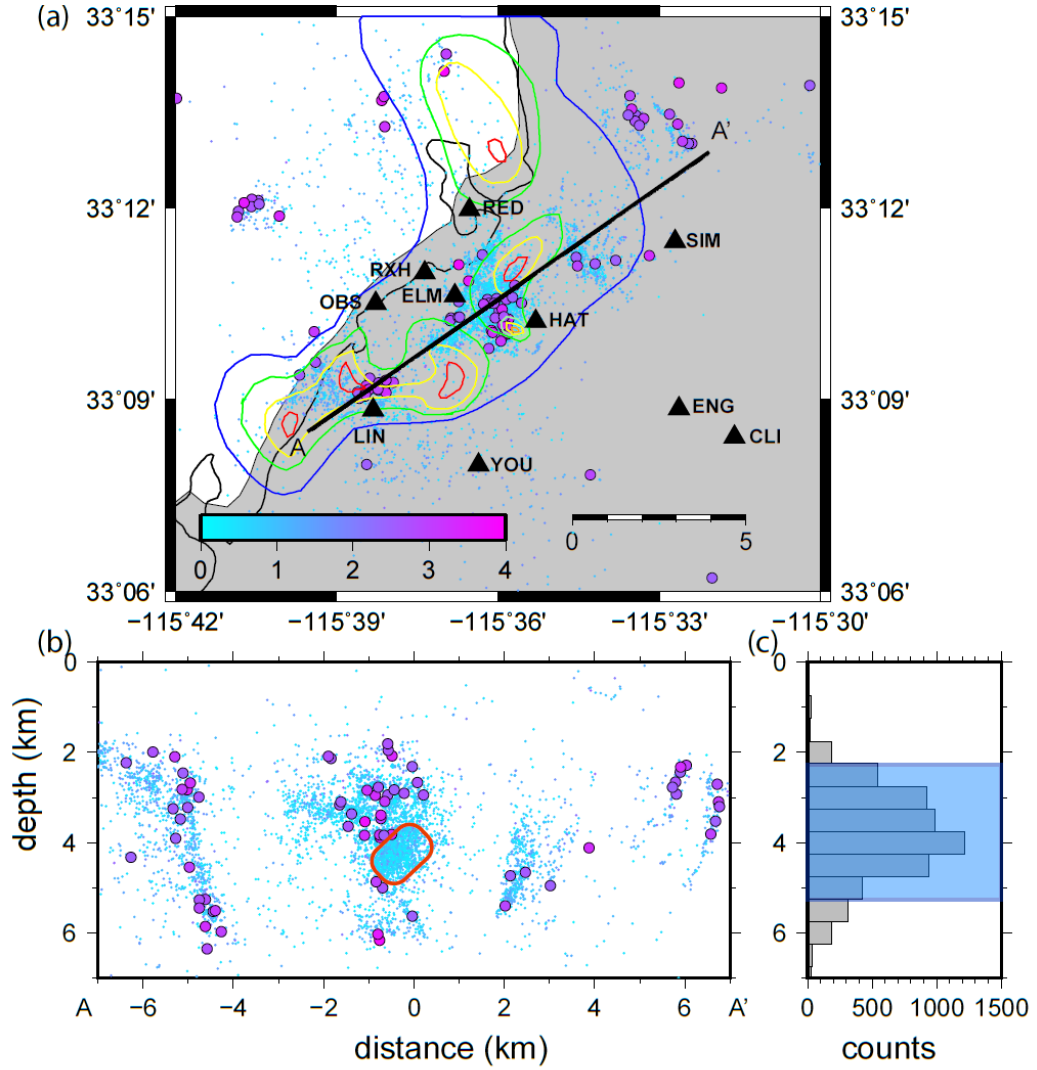 (a)
33°15' 33°15'
A'
33°12' 33°12'
RED
SIM
RXH
ELM
OBS
HAT
33°09' 33°09'
ENG
LIN
CLI
A
YOU
0 1 2 3 4
0 5
33°06' 33°06'
−115°42' −115°39' −115°36' −115°33' −115°30'
(b) (c)
0 0
2 2
depth (km)
4 4
6 6
A −6 −4 −2 0 2 4 6 A’
0 500 1000 1500
distance (km) counts